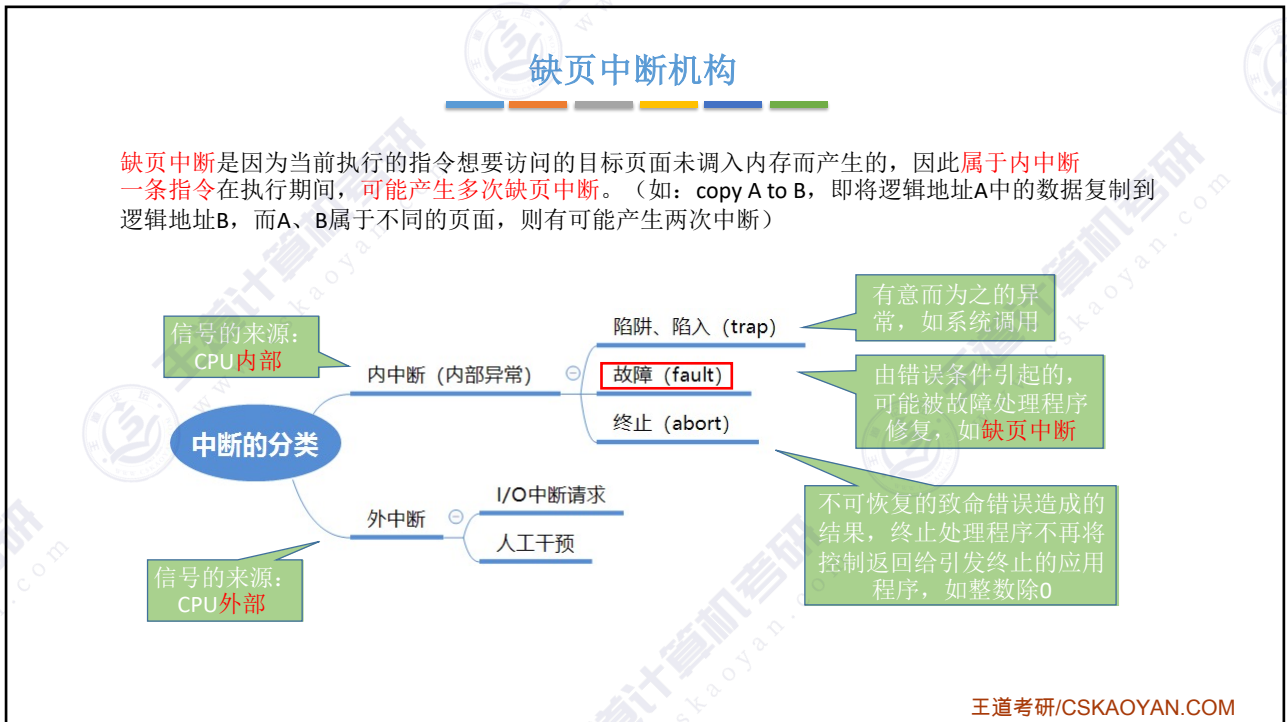 缺页中断机构
缺页中断是因为当前执行的指令想要访问的目标页面未调入内存而产生的，因此属于内中断
一条指令在执行期间，可能产生多次缺页中断。（如：copy A to B，即将逻辑地址A中的数据复制到
逻辑地址B，而A、B属于不同的页面，则有可能产生两次中断）
信号的来源：
CPU内部
中断的分类
信号的来源：
CPU外部
内中断（内部异常）
陷阱、陷入（trap）
故障（fault）
终止（abort）
外中断
I/O中断请求
人工干预
有意而为之的异
常，如系统调用
由错误条件引起的，
可能被故障处理程序
修复，如缺页中断
不可恢复的致命错误造成的
结果，终止处理程序不再将
控制返回给引发终止的应用
程序，如整数除0
王道考研/CSKAOYAN.COM